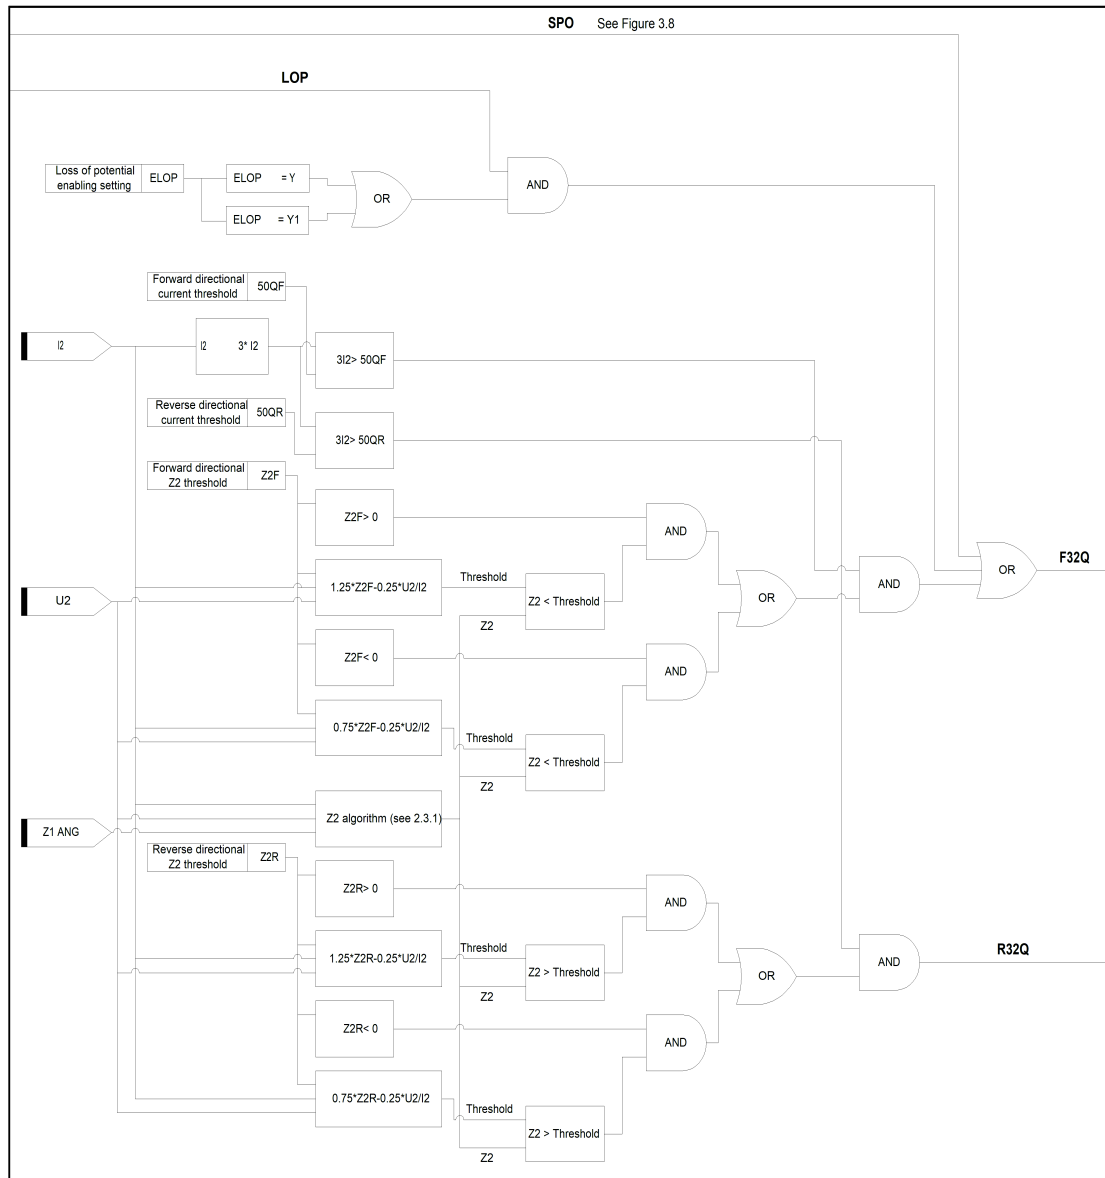 SPO See Figure 3.8
LOP
Loss of potential
enabling setting
ELOP
ELOP = Y
ELOP = Y1
OR
AND
Forward directional
current threshold
50QF
I2
I2 3* I2
3I2> 50QF
Reverse directional
current threshold
50QR
3I2> 50QR
Forward directional
Z2 threshold
Z2F
Z2F> 0
AND
U2
1.25*Z2F-0.25*U2/I2
Threshold
Z2
Z2 < Threshold
OR
AND
OR
F32Q
Z2F< 0
AND
0.75*Z2F-0.25*U2/I2
Threshold
Z2
Z2 < Threshold
Z1 ANG
Z2 algorithm (see 2.3.1)
Reverse directional
Z2 threshold
Z2R
Z2R> 0
AND
1.25*Z2R-0.25*U2/I2
Threshold
Z2
Z2 > Threshold
OR
AND
R32Q
Z2R< 0
AND
0.75*Z2R-0.25*U2/I2
Threshold
Z2
Z2 > Threshold